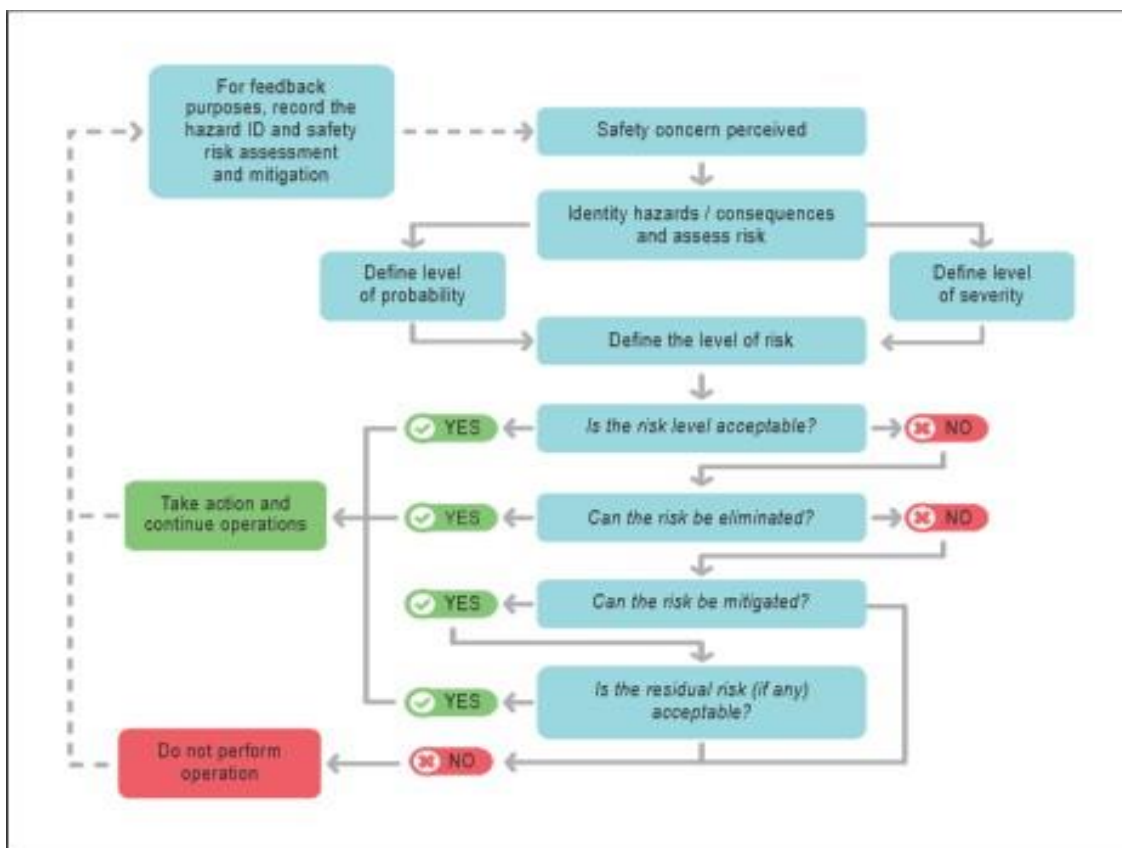 For feedback
purposes, record the
hazard ID and safety
risk assessment
and mitigation
Safety concern perceived
Identity hazards / consequences
and assess risk
Define level
of probability
Define level
of severity
Define the level of risk
YES
Is the risk level acceptable?
NO
Take action and
continue operations
YES
Can the risk be eliminated?
NO
YES
Can the risk be mitigated?
YES
Is the residual risk (if any)
acceptable?
Do not perform
operation
NO